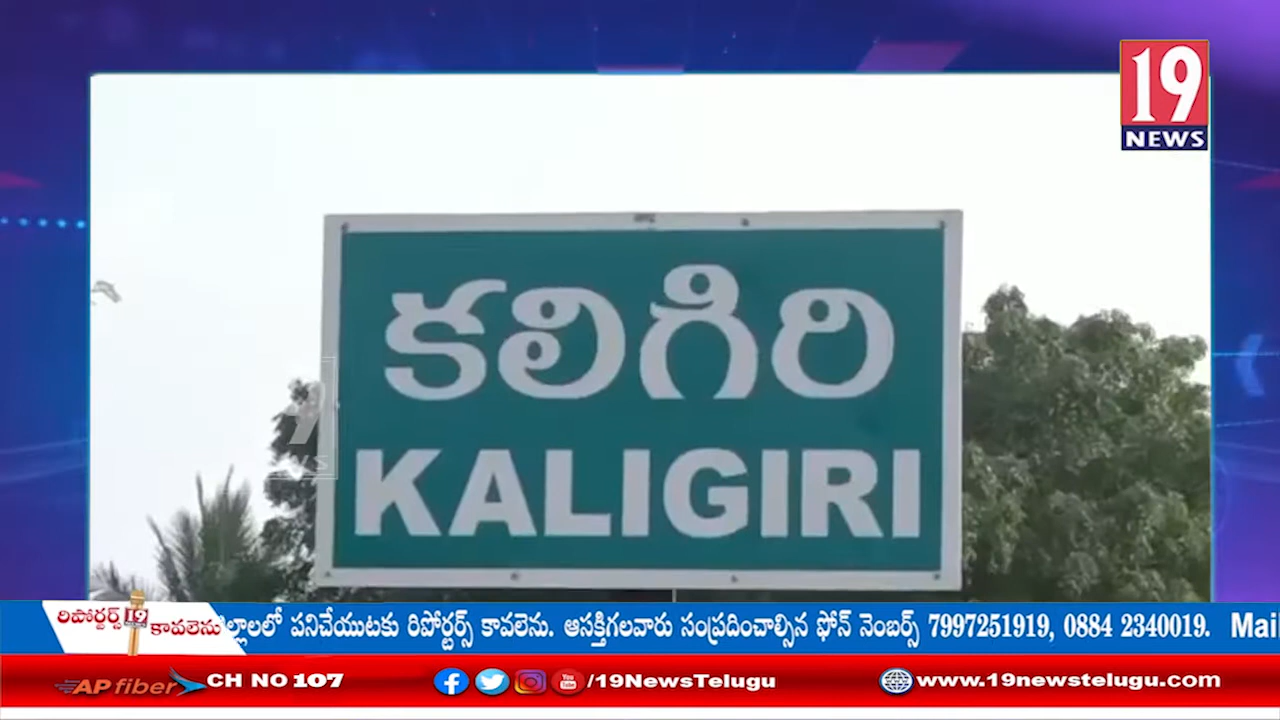 19
NEWS
కలిగిరి
KALIGIRI
రిపోర్టర్స్ 19 కావలెను
ల్లాలలో పనిచేయుటకు రిపోర్టర్స్ కావలెను. ఆసక్తిగలవారు సంప్రదించాల్సిన ఫోన్ నెంబర్స్ 7997251919, 0884 2340019. Mail
AP fiber CH NO 107 /19NewsTelugu www.19newstelugu.com